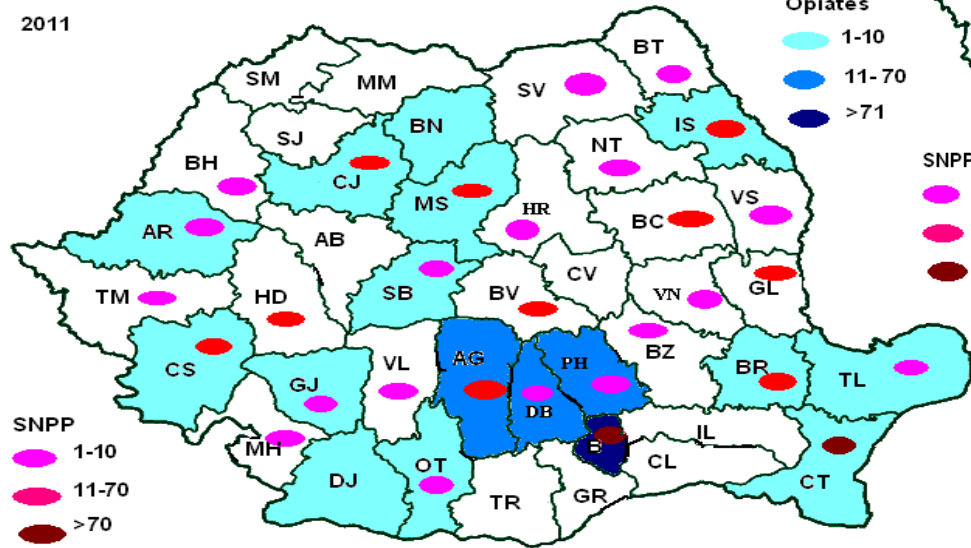 2011
Opiates
1-10
11-70
>71
BT
SM
MM
SV
BN
IS
SJ
NT
BH
CJ
MS
VS
HR
BC
AR
AB
CV
TM
HD
SB
BV
VN
GL
BZ
CS
VL
AG
PH
BR
TL
GJ
DB
MH
B
IL
CL
OT
DJ
TR
GR
CT
SNPP
SNPP
1-10
11-70
>70